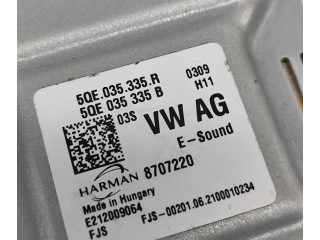 5QE.035.335.R 0309
5QE 035 335 B H11
03S VW AG
E-Sound
HARMAN 8707220
Made in Hungary
E212009064 FJS-00201.06.2100010234
FJS